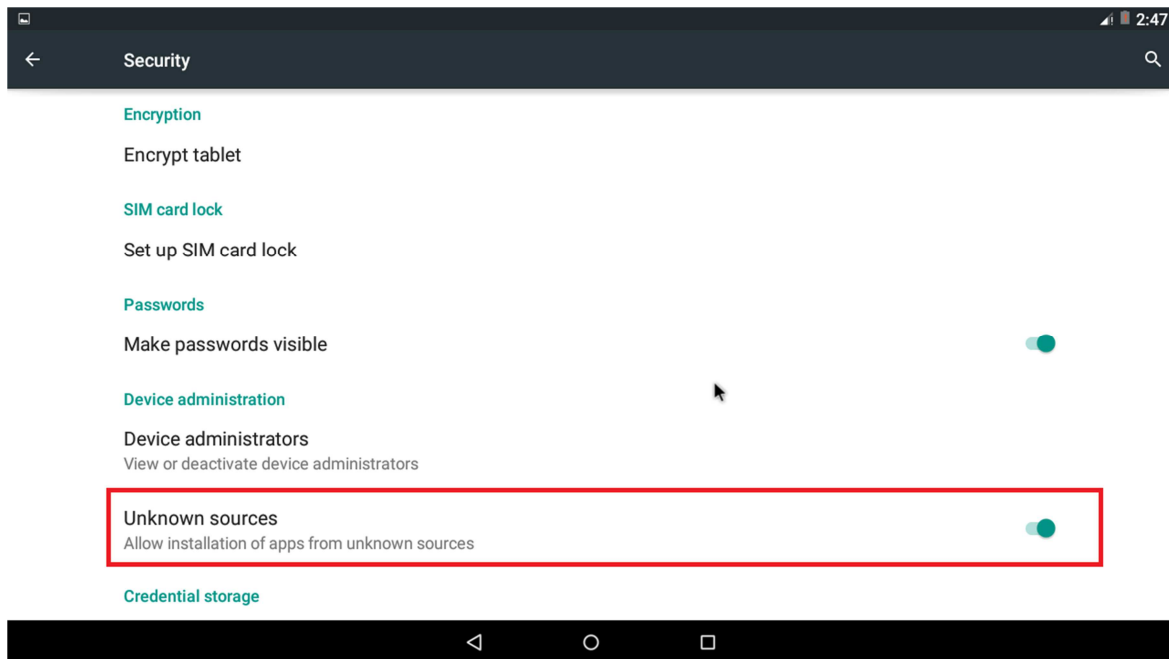 2:47
Security
Encryption
Encrypt tablet
SIM card lock
Set up SIM card lock
Passwords
Make passwords visible
Device administration
Device administrators
View or deactivate device administrators
Unknown sources
Allow installation of apps from unknown sources
Credential storage